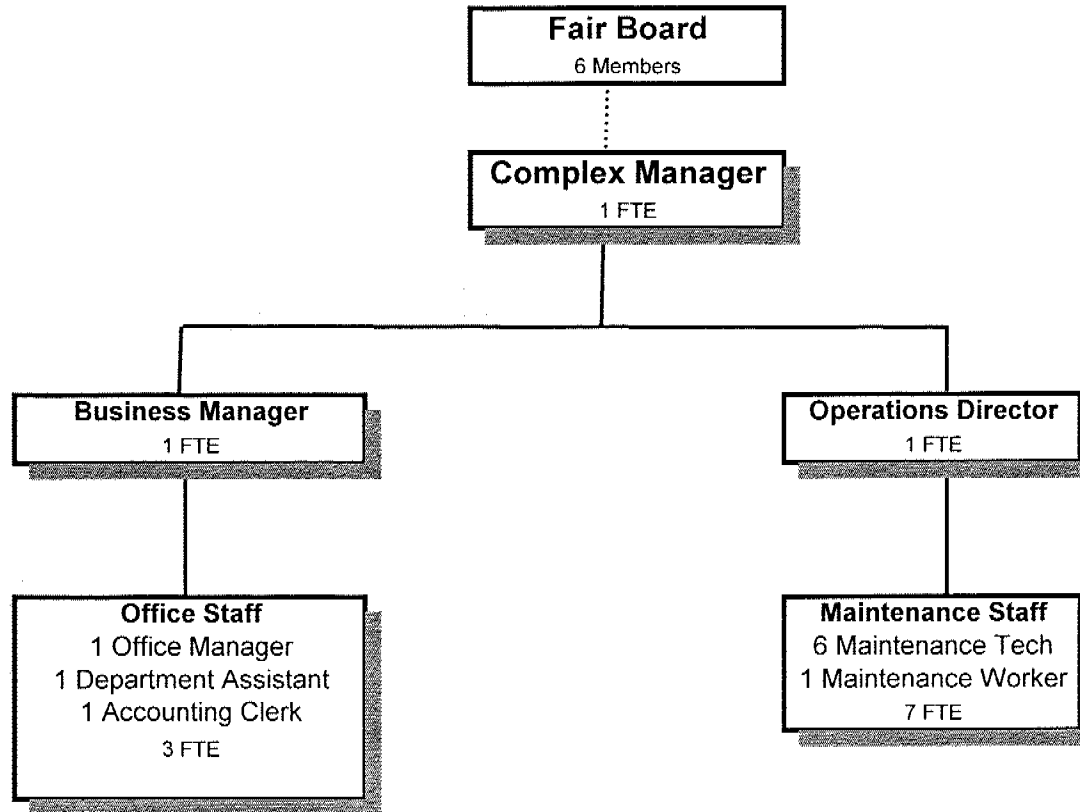 Fair Board
6 Members
Complex Manager
1 FTE
Business Manager
1 FTE
Operations Director
1 FTE
Office Staff
1 Office Manager
1 Department Assistant
1 Accounting Clerk
3 FTE
Maintenance Staff
6 Maintenance Tech
1 Maintenance Worker
7 FTE